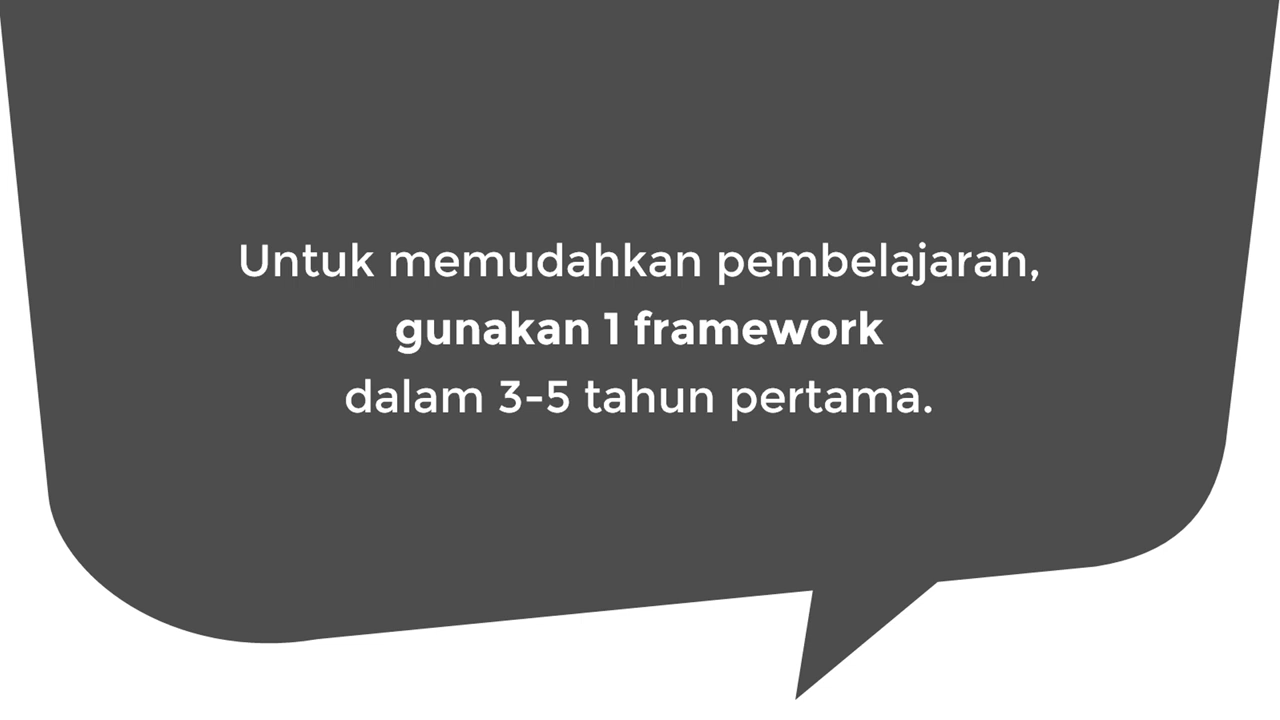 Untuk memudahkan pembelajaran,
gunakan 1 framework
dalam 3-5 tahun pertama.